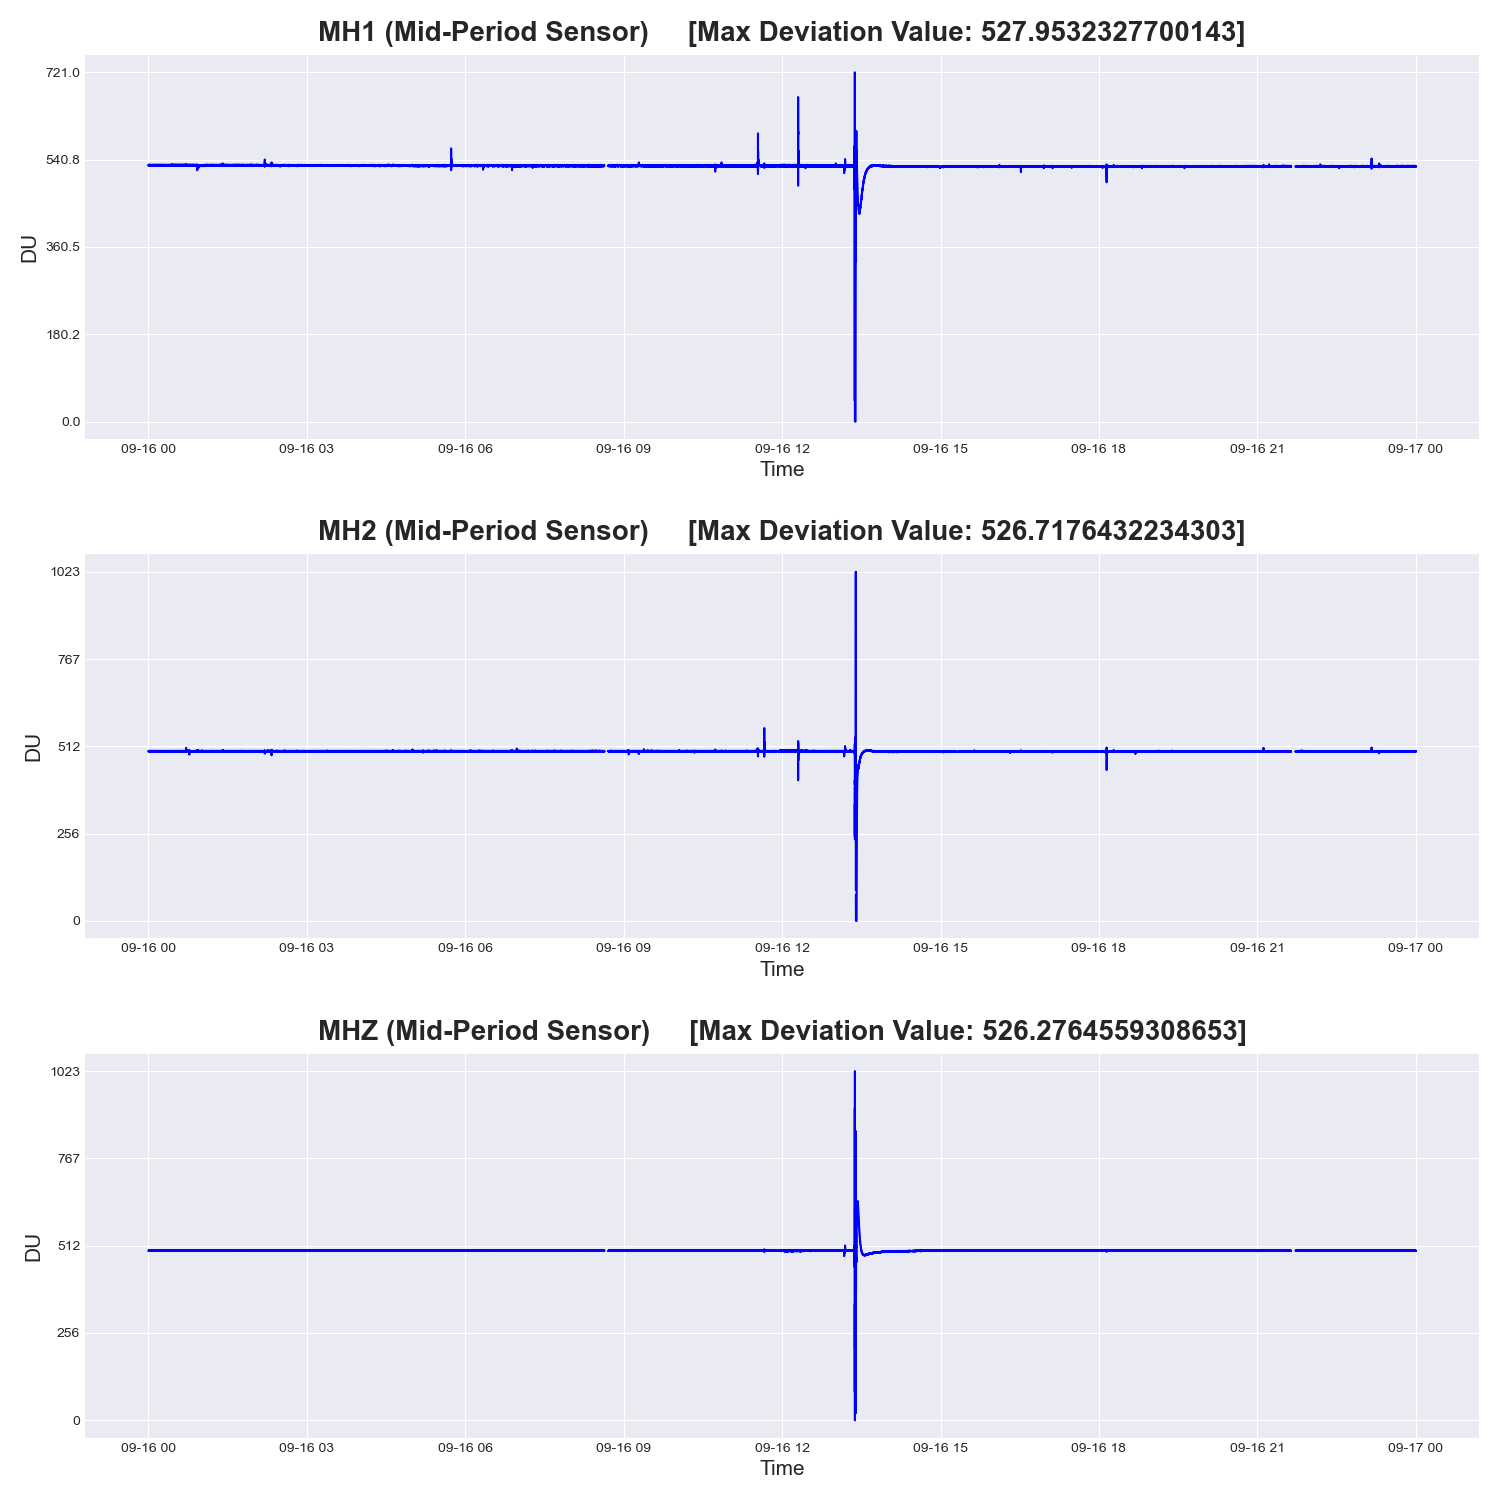 MH1 (Mid-Period Sensor) [Max Deviation Value: 527.9532327700143]
721.0
540.8
360.5
180.2
0.0
DU
09-16 00 09-16 03 09-16 06 09-16 09 09-16 12 09-16 15 09-16 18 09-16 21 09-17 00
Time
MH2 (Mid-Period Sensor) [Max Deviation Value: 526.7176432234303]
1023
767
512
256
0
DU
09-16 00 09-16 03 09-16 06 09-16 09 09-16 12 09-16 15 09-16 18 09-16 21 09-17 00
Time
MHZ (Mid-Period Sensor) [Max Deviation Value: 526.2764559308653]
1023
767
512
256
0
DU
09-16 00 09-16 03 09-16 06 09-16 09 09-16 12 09-16 15 09-16 18 09-16 21 09-17 00
Time